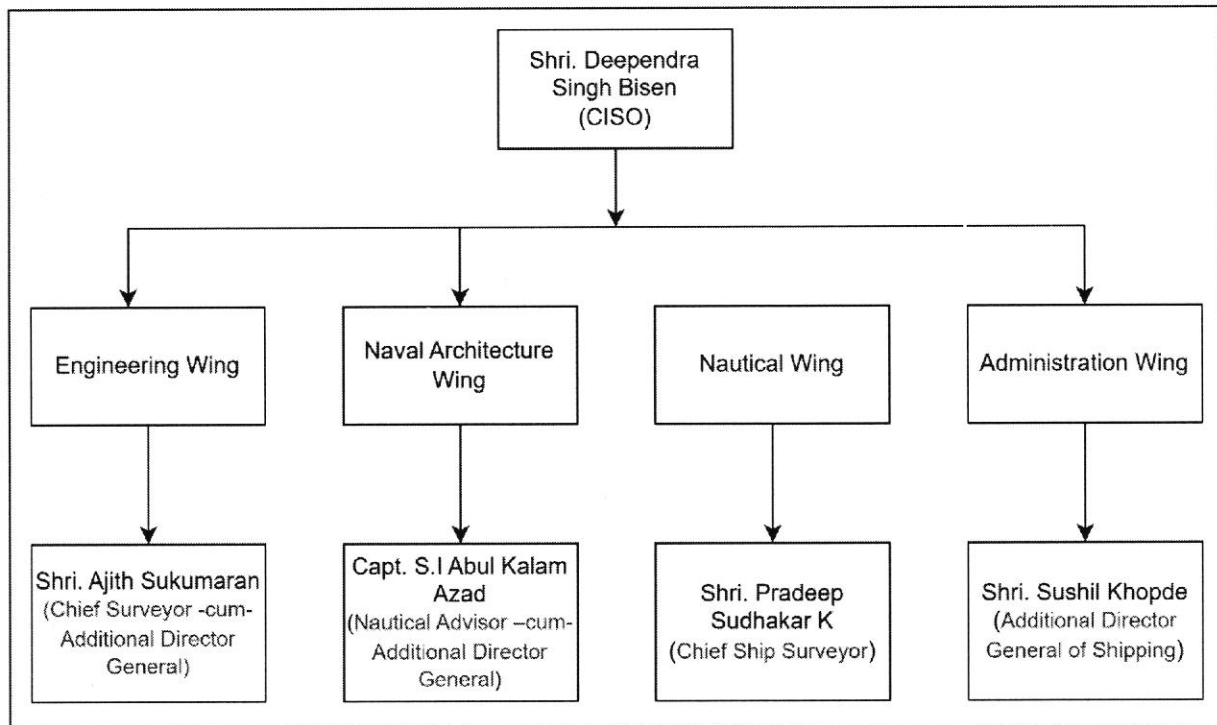 Shri. Deependra
Singh Bisen
(CISO)
Engineering Wing
Naval Architecture
Wing
Nautical Wing
Administration Wing
Shri. Ajith Sukumaran
(Chief Surveyor -cum-
Additional Director
General)
Capt. S.I Abul Kalam
Azad
(Nautical Advisor –cum-
Additional Director
General)
Shri. Pradeep
Sudhakar K
(Chief Ship Surveyor)
Shri. Sushil Khopde
(Additional Director
General of Shipping)